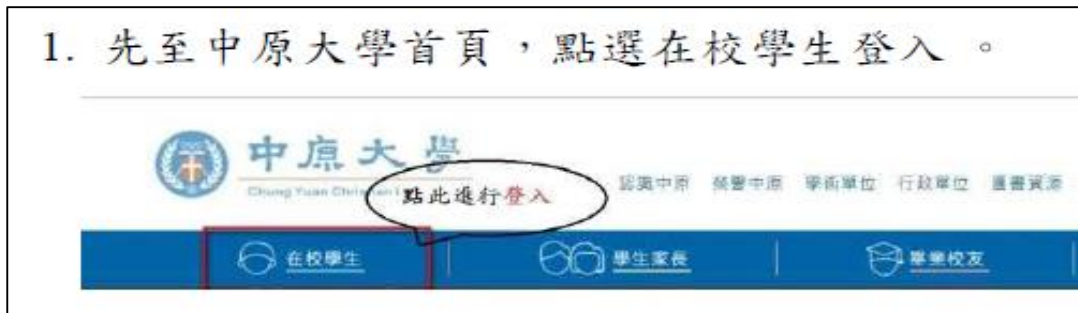 1. 先至中原大學首頁，點選在校學生登入 。
中原大學
Chung Yuan Christian
點此進行登入
認識中原 榮譽中原 學術單位 行政單位 圖書資源
在校學生 學生家長 畢業校友